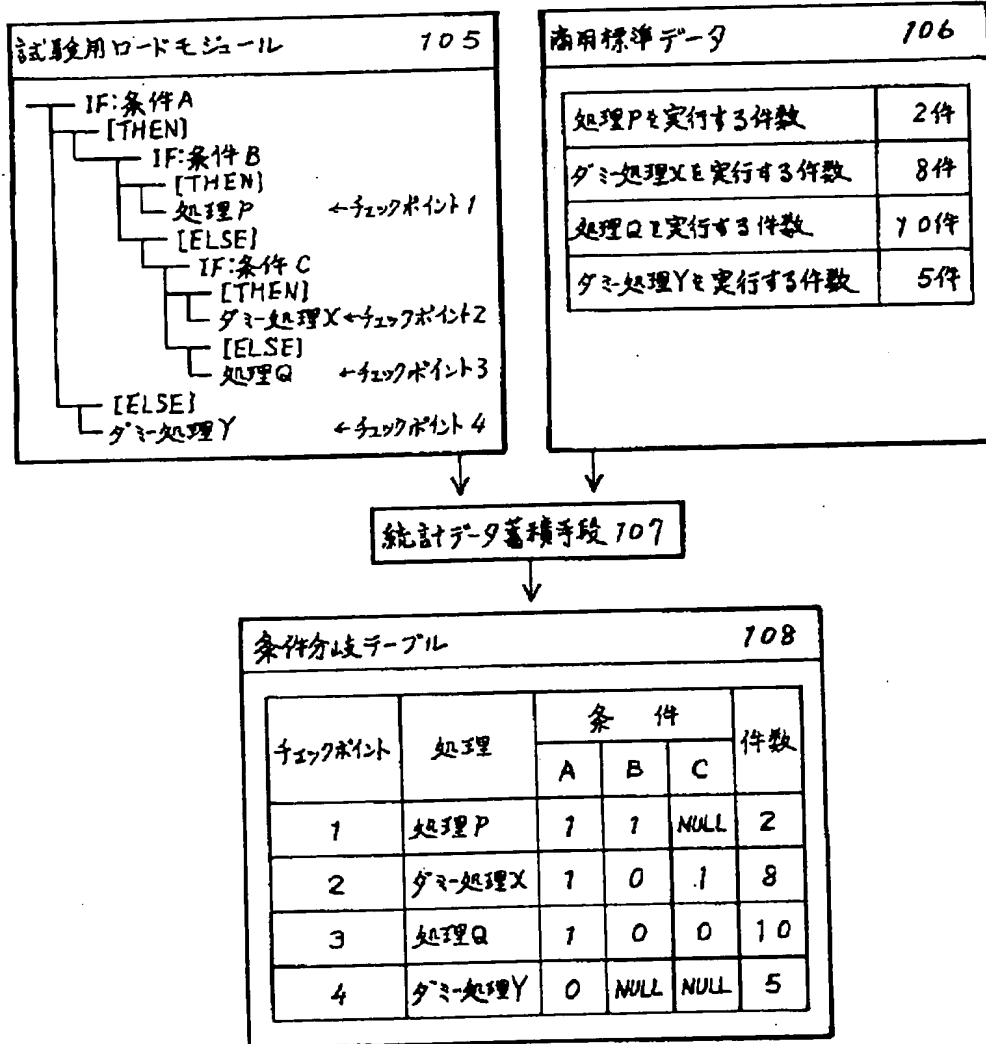 試験用ロードモジュール 105
IF:条件A
[THEN]
IF:条件B
[THEN]
処理P ←チェックポイント1
[ELSE]
IF:条件C
[THEN]
ダミー処理X←チェックポイント2
[ELSE]
処理Q ←チェックポイント3
[ELSE]
ダミー処理Y ←チェックポイント4
商用標準データ 106
処理Pを実行する件数 2件
ダミー処理Xを実行する件数 8件
処理Qを実行する件数 10件
ダミー処理Yを実行する件数 5件
統計データ蓄積手段 107
条件分岐テーブル 108
チェックポイント 処理 条件 件数
A B C
1 処理P 1 1 NULL 2
2 ダミー処理X 1 0 1 8
3 処理Q 1 0 0 10
4 ダミー処理Y 0 NULL NULL 5